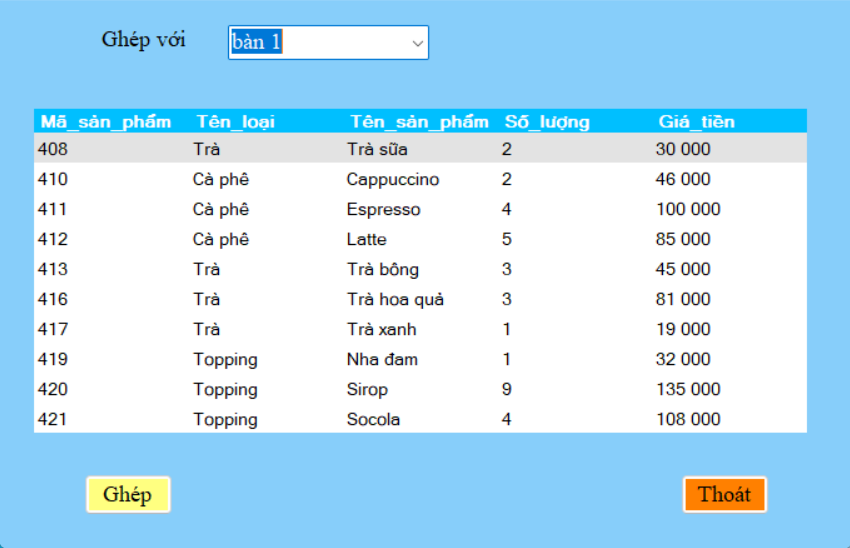 Ghép với bàn 1
Mã_sản_phẩm Tên_loại Tên_sản_phẩm Số_lượng Giá_tiền
408 Trà Trà sữa 2 30 000
410 Cà phê Cappuccino 2 46 000
411 Cà phê Espresso 4 100 000
412 Cà phê Latte 5 85 000
413 Trà Trà bông 3 45 000
416 Trà Trà hoa quả 3 81 000
417 Trà Trà xanh 1 19 000
419 Topping Nha đam 1 32 000
420 Topping Sirop 9 135 000
421 Topping Socola 4 108 000
Ghép Thoát